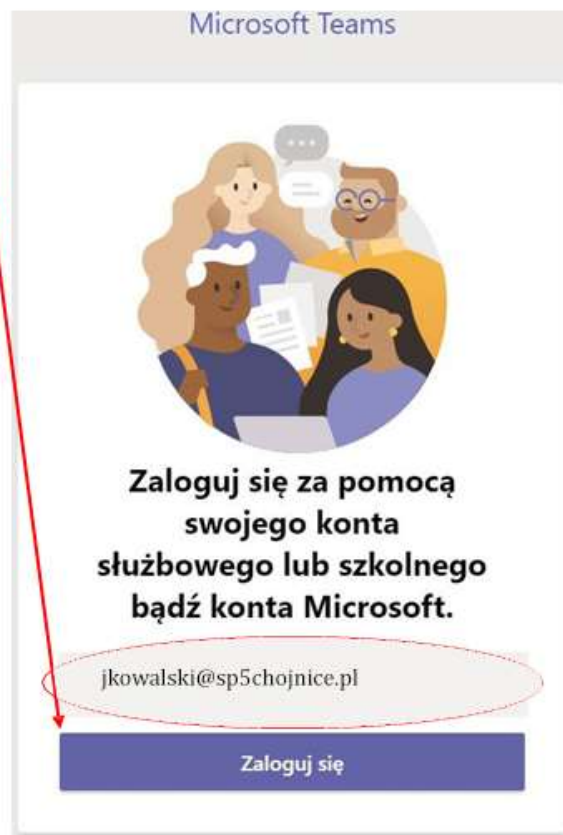 Microsoft Teams
Zaloguj się za pomocą
swojego konta
służbowego lub szkolnego
bądź konta Microsoft.
jkowalski@sp5chojnice.pl
Zaloguj się